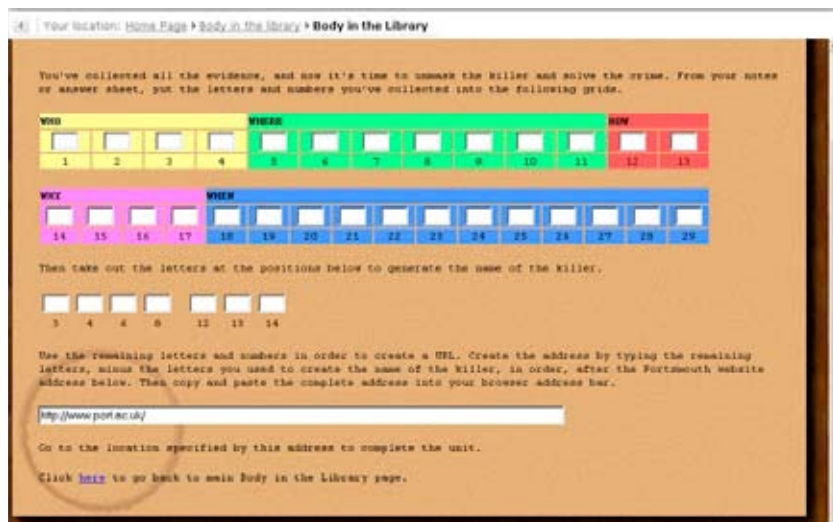 Your location: Home Page ▸ Body in the library ▸ Body in the Library
You've collected all the evidence, and now it's time to unmask the killer and solve the crime. From your notes
or answer sheet, put the letters and numbers you've collected into the following grids.
WHO WHERE HOW
1 2 3 4 5 6 7 8 9 10 11 12 13
WHY WHEN
14 15 16 17 18 19 20 21 22 23 24 25 26 27 28 29
Then take out the letters at the positions below to generate the name of the killer.
3 4 6 8 12 13 14
Use the remaining letters and numbers in order to create a URL. Create the address by typing the remaining
letters, minus the letters you used to create the name of the killer, in order, after the Portsmouth website
address below. Then copy and paste the complete address into your browser address bar.
http://www.port.ac.uk/
Go to the location specified by this address to complete the unit.
Click here to go back to main Body in the Library page.